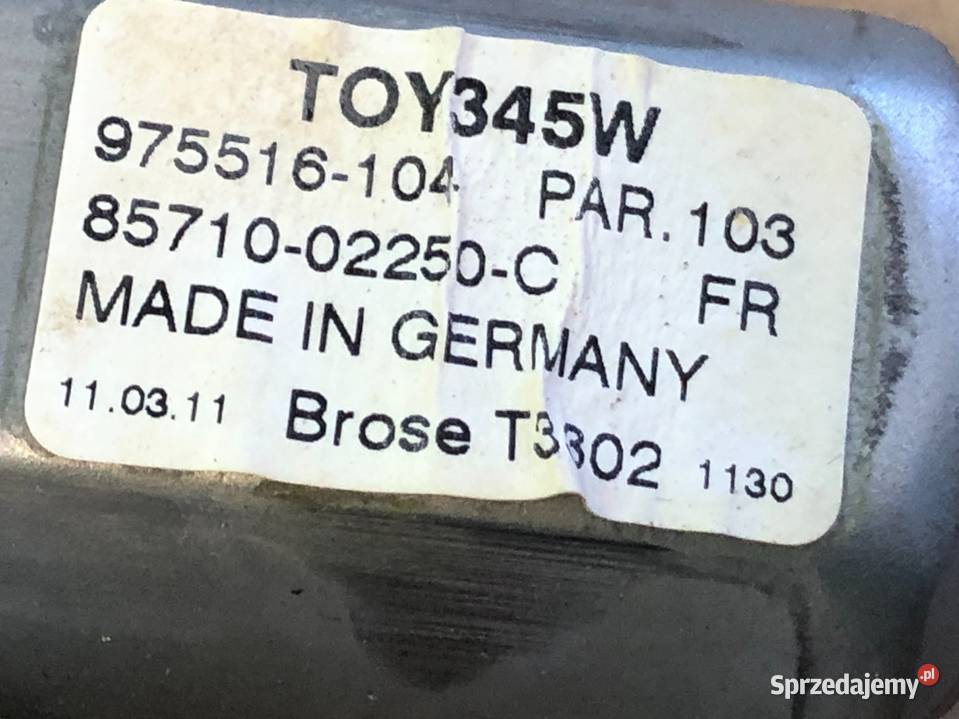 TOY345W
975516-104 PAR. 103
85710-02250-C FR
MADE IN GERMANY
11.03.11 Brose T3302 1130
Sprzedajemy.pl